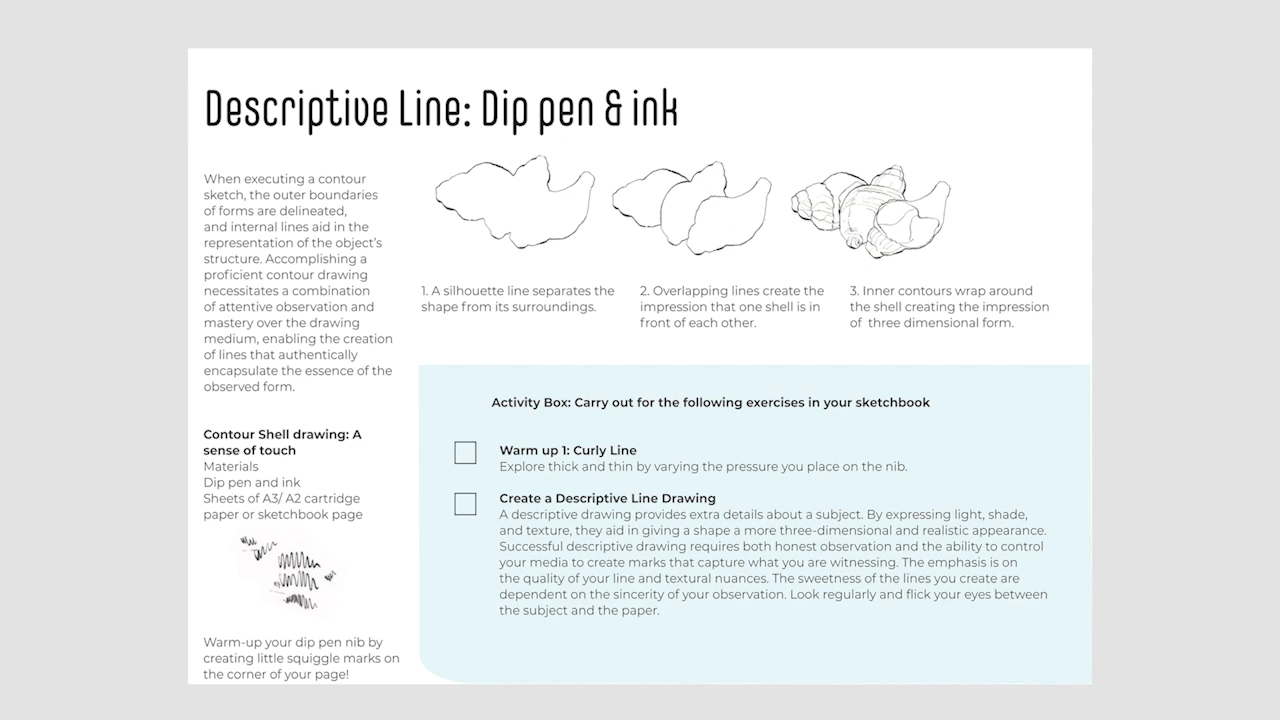 Descriptive Line: Dip pen & ink
When executing a contour
sketch, the outer boundaries
of forms are delineated,
and internal lines aid in the
representation of the object's
structure. Accomplishing a
proficient contour drawing
necessitates a combination
of attentive observation and
mastery over the drawing
medium, enabling the creation
of lines that authentically
encapsulate the essence of the
observed form.
Contour Shell drawing: A
sense of touch
Materials
Dip pen and ink
Sheets of A3/ A2 cartridge
paper or sketchbook page
Warm-up your dip pen nib by
creating little squiggle marks on
the corner of your page!
1. A silhouette line separates the
shape from its surroundings.
2. Overlapping lines create the
impression that one shell is in
front of each other.
3. Inner contours wrap around
the shell creating the impression
of three dimensional form.
Activity Box: Carry out for the following exercises in your sketchbook
Warm up 1: Curly Line
Explore thick and thin by varying the pressure you place on the nib.
Create a Descriptive Line Drawing
A descriptive drawing provides extra details about a subject. By expressing light, shade,
and texture, they aid in giving a shape a more three-dimensional and realistic appearance.
Successful descriptive drawing requires both honest observation and the ability to control
your media to create marks that capture what you are witnessing. The emphasis is on
the quality of your line and textural nuances. The sweetness of the lines you create are
dependent on the sincerity of your observation. Look regularly and flick your eyes between
the subject and the paper.